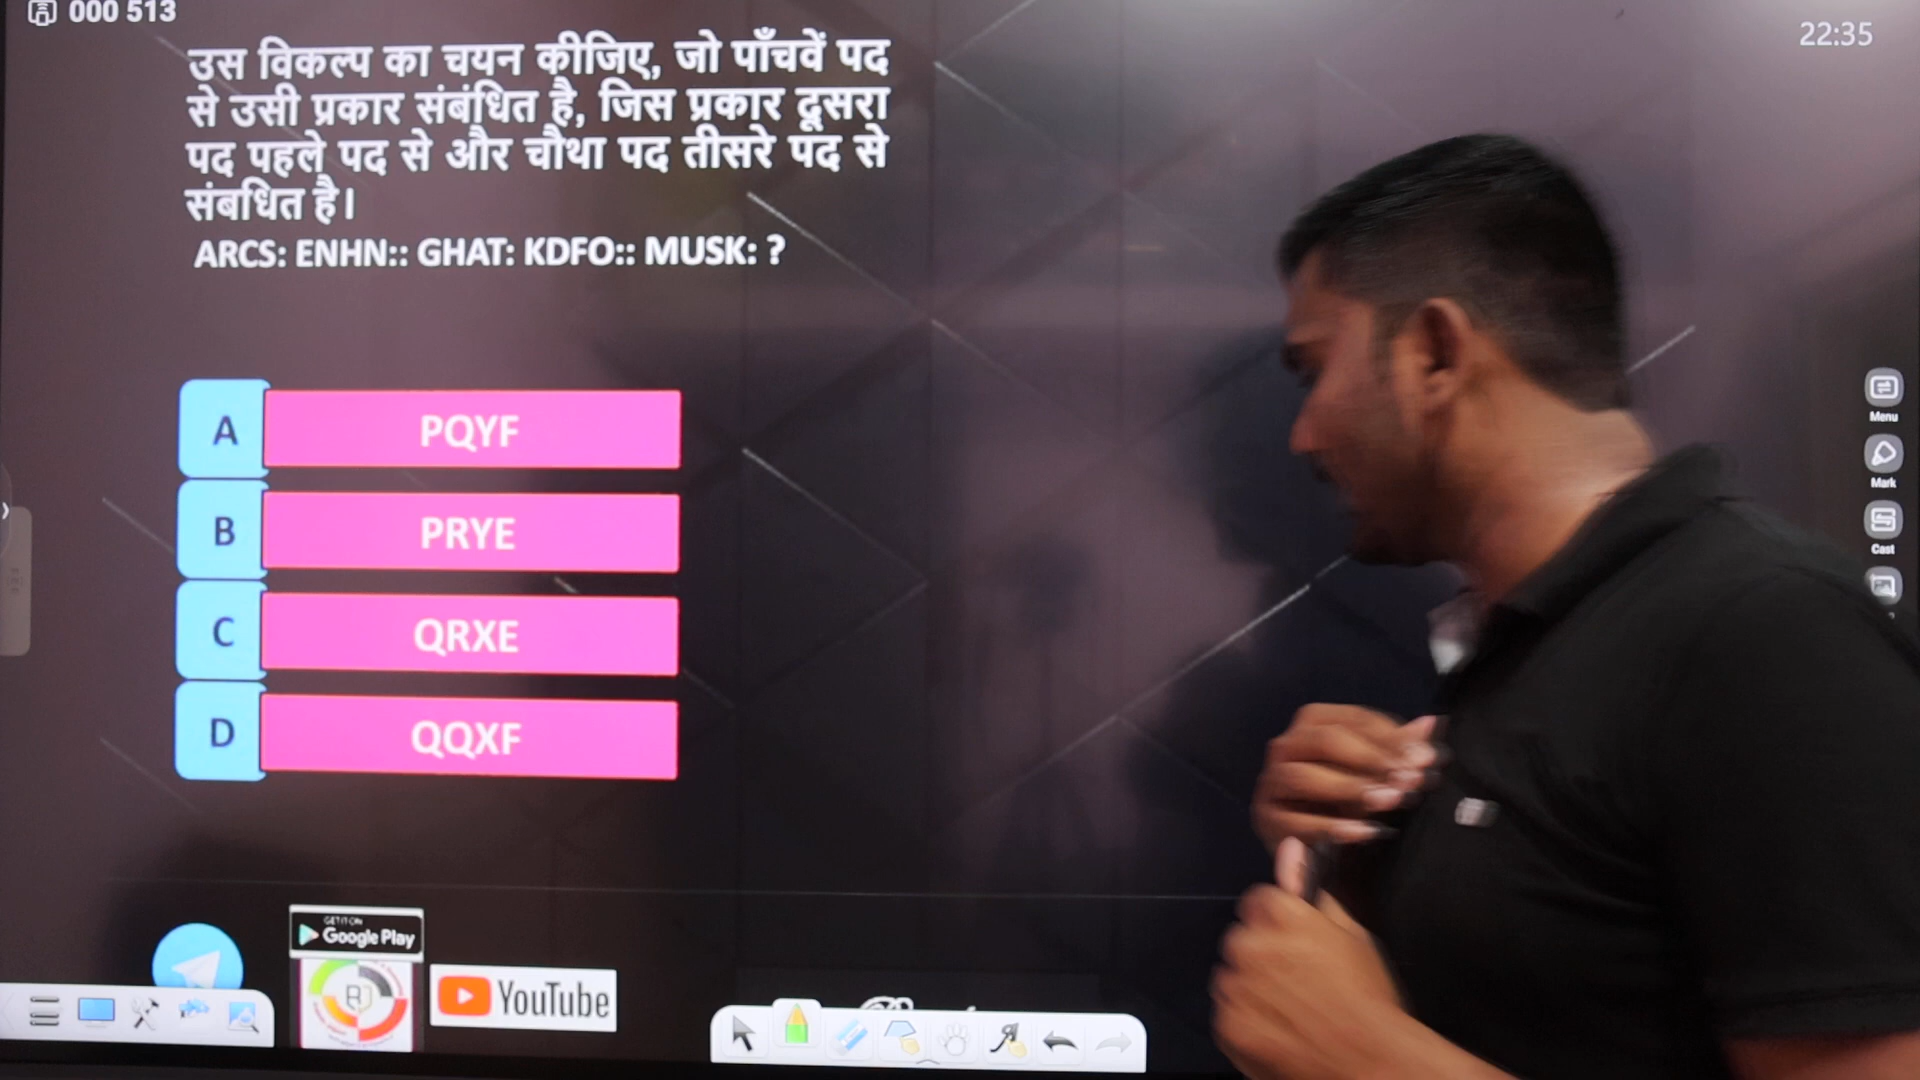 000 513
22:35
उस विकल्प का चयन कीजिए, जो पाँचवें पद
से उसी प्रकार संबंधित है, जिस प्रकार दूसरा
पद पहले पद से और चौथा पद तीसरे पद से
संबधित है।
ARCS: ENHN:: GHAT: KDFO:: MUSK: ?
A PQYF
B PRYE
C QRXE
D QQXF
Menu
Mark
Cast
GET IT ON
Google Play
RJ
YouTube